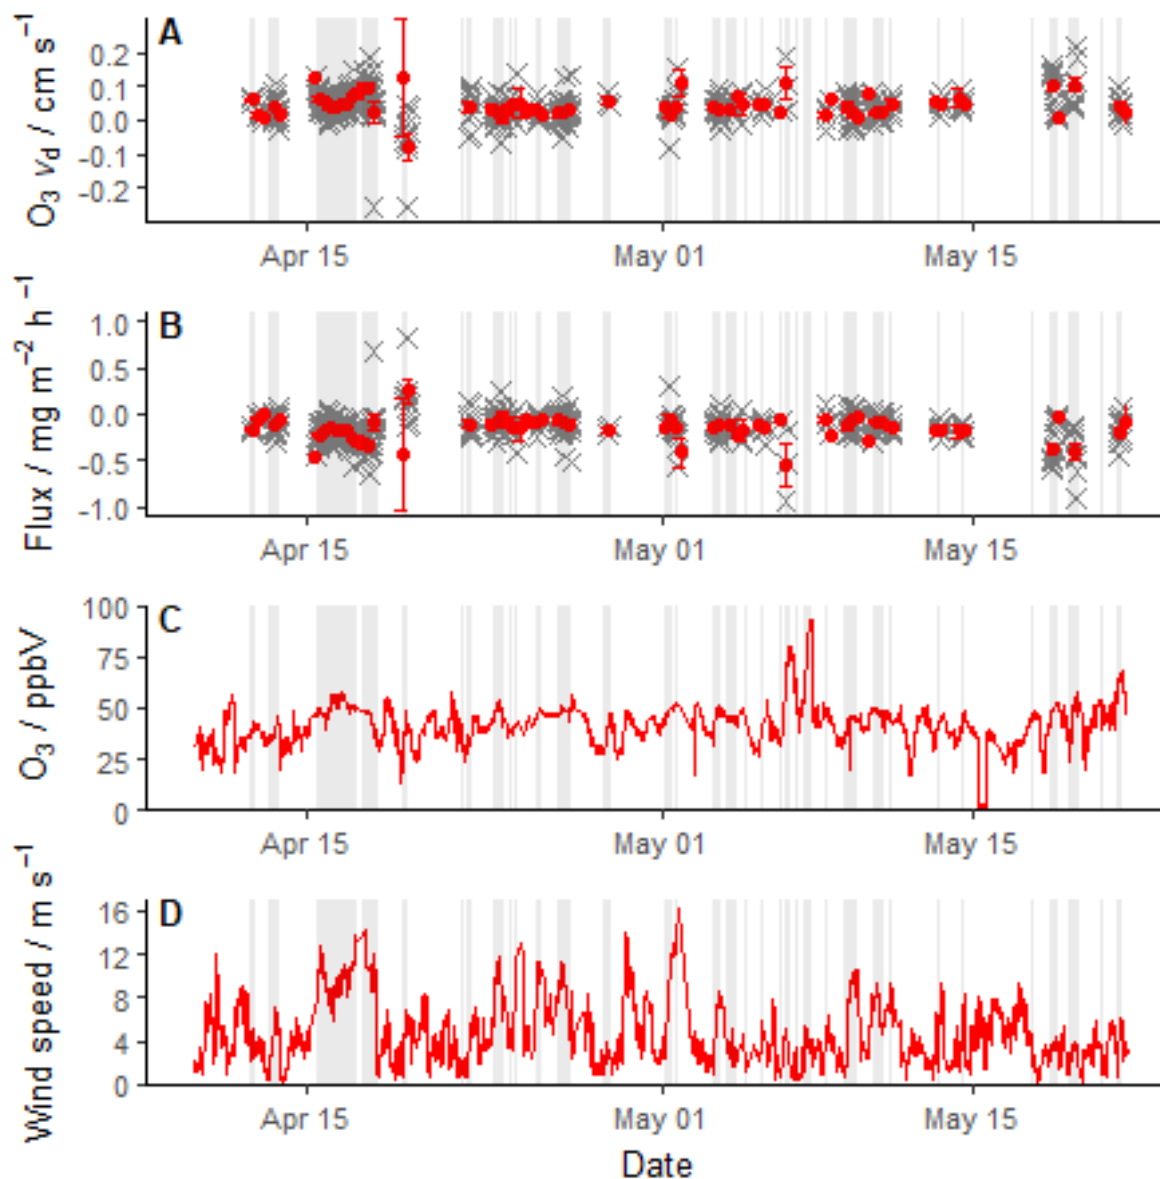 A
O₃ v_d / cm s⁻¹
0.2
0.1
0.0
-0.1
-0.2
Apr 15 May 01 May 15
B
Flux / mg m⁻² h⁻¹
1.0
0.5
0.0
-0.5
-1.0
Apr 15 May 01 May 15
C
O₃ / ppbV
100
75
50
25
0
Apr 15 May 01 May 15
D
Wind speed / m s⁻¹
16
12
8
4
0
Apr 15 May 01 May 15
Date